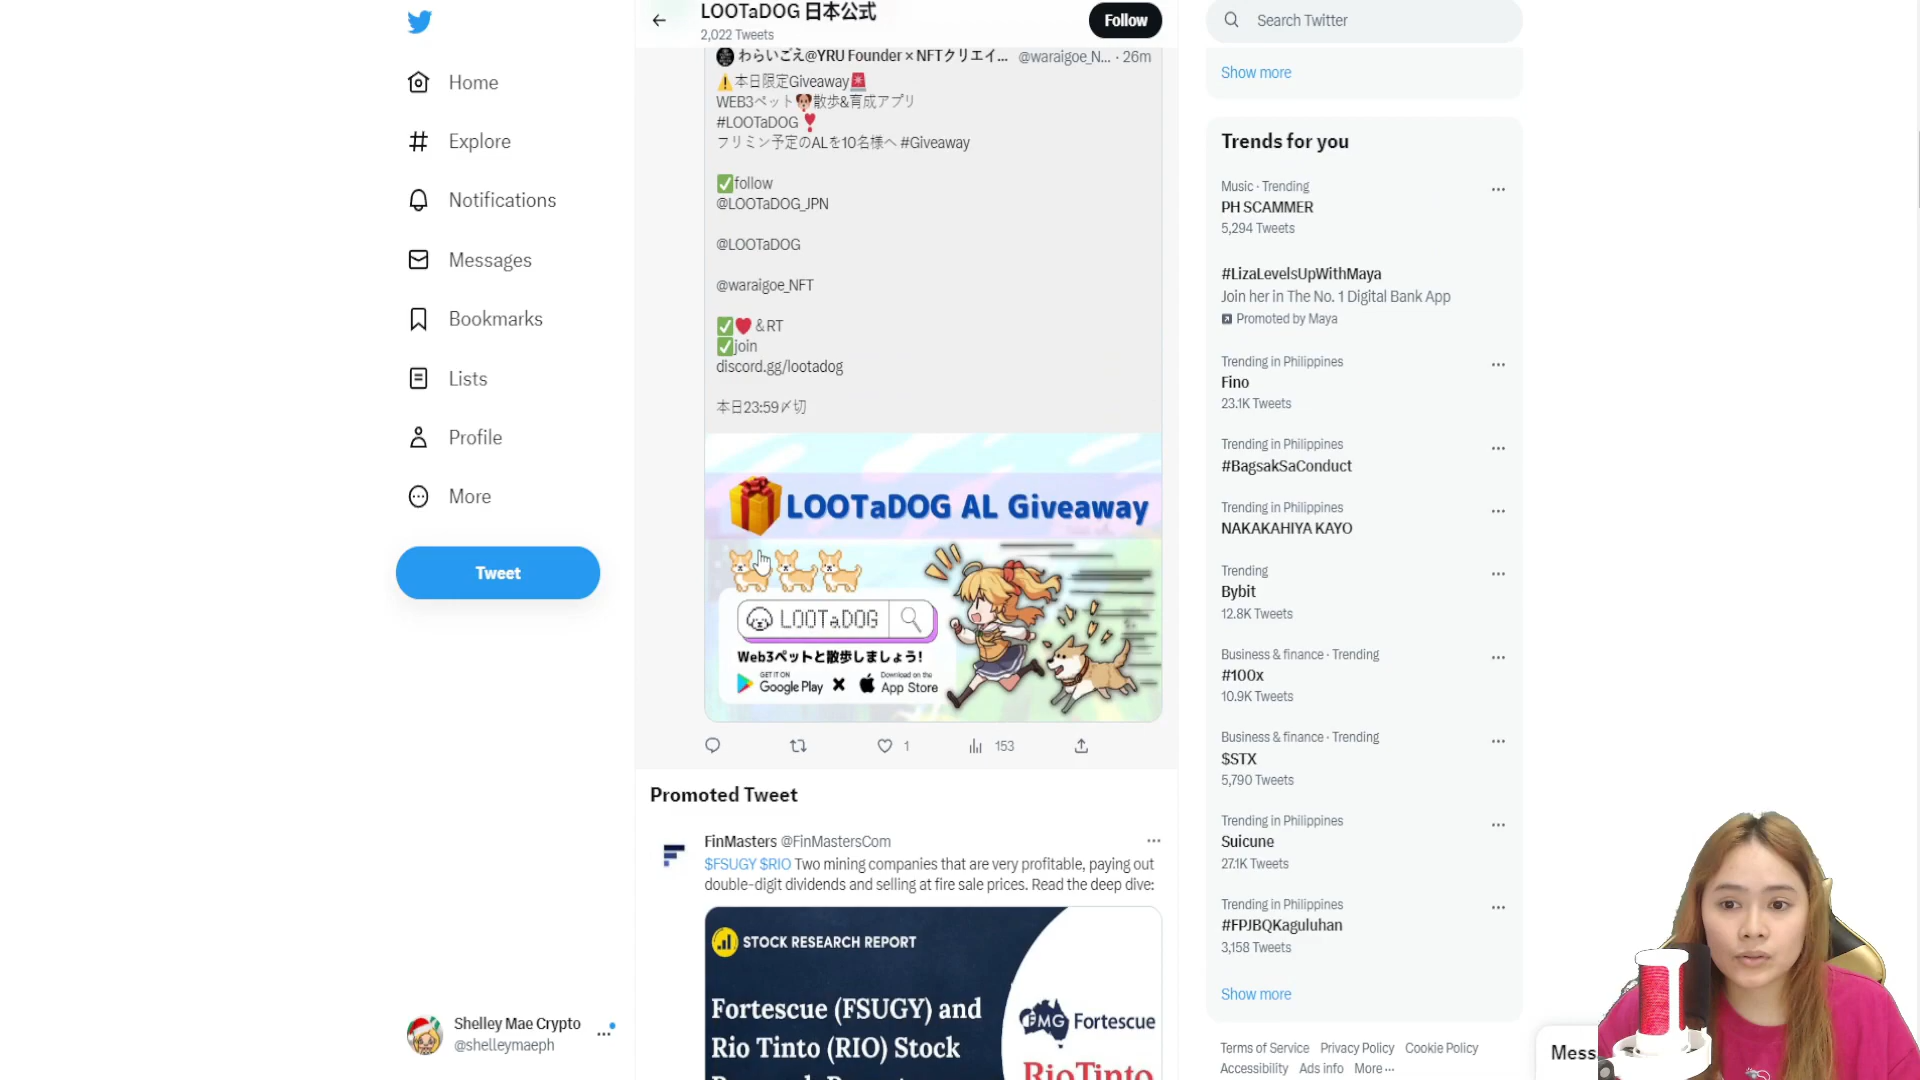 LOOTaDOG 日本公式
2,022 Tweets
Follow
Search Twitter
Home
Explore
Notifications
Messages
Bookmarks
Lists
Profile
More
Tweet
Shelley Mae Crypto
@shelleymaeph
わらいごえ@YRU Founder×NFTクリエイ... @waraigoe_N... · 26m
⚠️本日限定Giveaway🚨
WEB3ペット🐶散歩&育成アプリ
#LOOTaDOG❣️
フリミン予定のALを10名様へ #Giveaway
✅follow
@LOOTaDOG_JPN
@LOOTaDOG
@waraigoe_NFT
✅❤️＆RT
✅join
discord.gg/lootadog
本日23:59〆切
LOOTaDOG AL Giveaway
LOOTaDOG
Web3ペットと散歩しましょう!
GET IT ON
Google Play
Download on the
App Store
1
153
Promoted Tweet
FinMasters @FinMastersCom
$FSUGY $RIO Two mining companies that are very profitable, paying out
double-digit dividends and selling at fire sale prices. Read the deep dive:
STOCK RESEARCH REPORT
Fortescue (FSUGY) and
Rio Tinto (RIO) Stock
FMG Fortescue
RioTinto
Show more
Trends for you
Music · Trending
PH SCAMMER
5,294 Tweets
#LizaLevelsUpWithMaya
Join her in The No. 1 Digital Bank App
Promoted by Maya
Trending in Philippines
Fino
23.1K Tweets
Trending in Philippines
#BagsakSaConduct
Trending in Philippines
NAKAKAHIYA KAYO
Trending
Bybit
12.8K Tweets
Business & finance · Trending
#100x
10.9K Tweets
Business & finance · Trending
$STX
5,790 Tweets
Trending in Philippines
Suicune
27.1K Tweets
Trending in Philippines
#FPJBQKaguluhan
3,158 Tweets
Show more
Terms of Service Privacy Policy Cookie Policy
Accessibility Ads info More ...
Mess